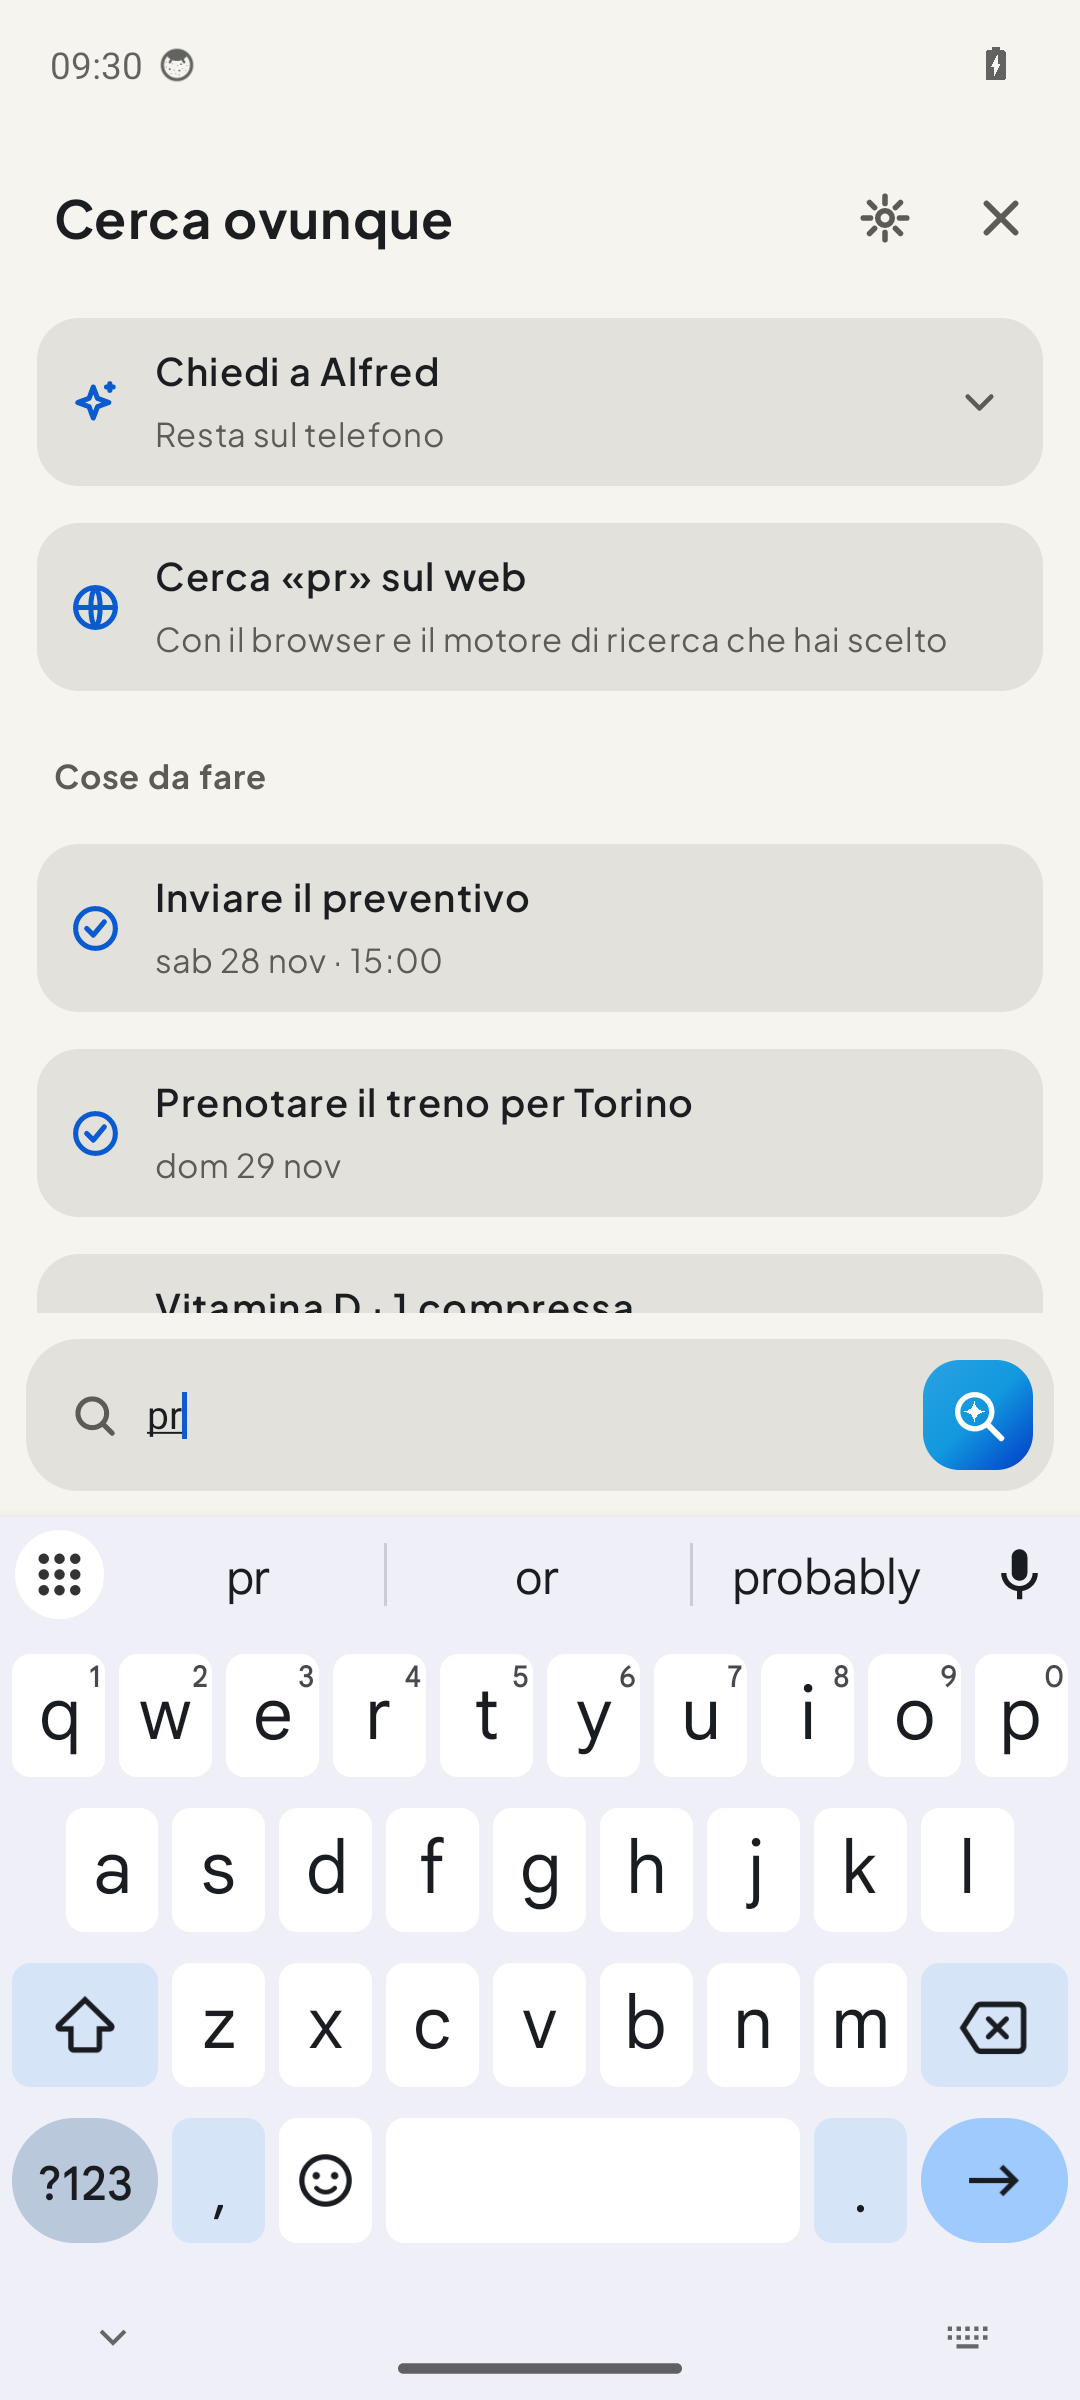 09:30
Cerca ovunque
Chiedi a Alfred
Resta sul telefono
Cerca «pr» sul web
Con il browser e il motore di ricerca che hai scelto
Cose da fare
Inviare il preventivo
sab 28 nov · 15:00
Prenotare il treno per Torino
dom 29 nov
Vitamina D · 1 compressa
pr
pr or probably
1 2 3 4 5 6 7 8 9 0
q w e r t y u i o p
a s d f g h j k l
z x c v b n m
?123 , .